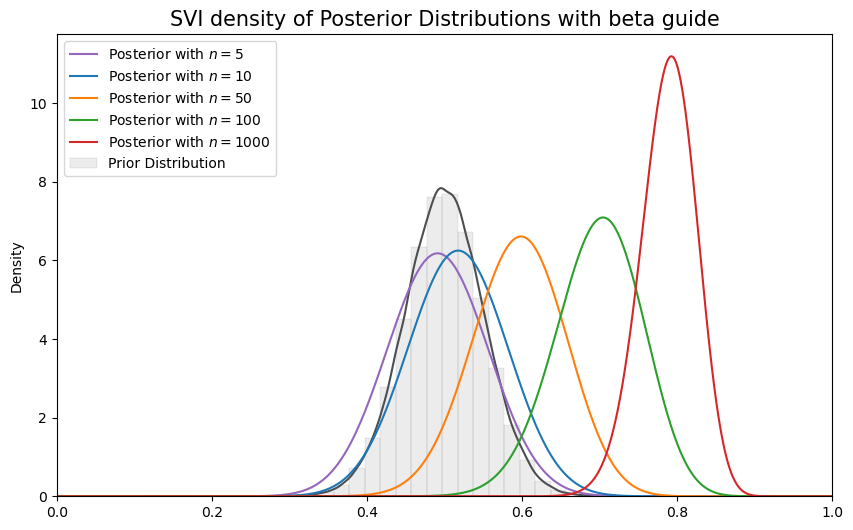 SVI density of Posterior Distributions with beta guide
Posterior with n = 5
Posterior with n = 10
Posterior with n = 50
Posterior with n = 100
Posterior with n = 1000
Prior Distribution
Density
10
8
6
4
2
0
0.0 0.2 0.4 0.6 0.8 1.0